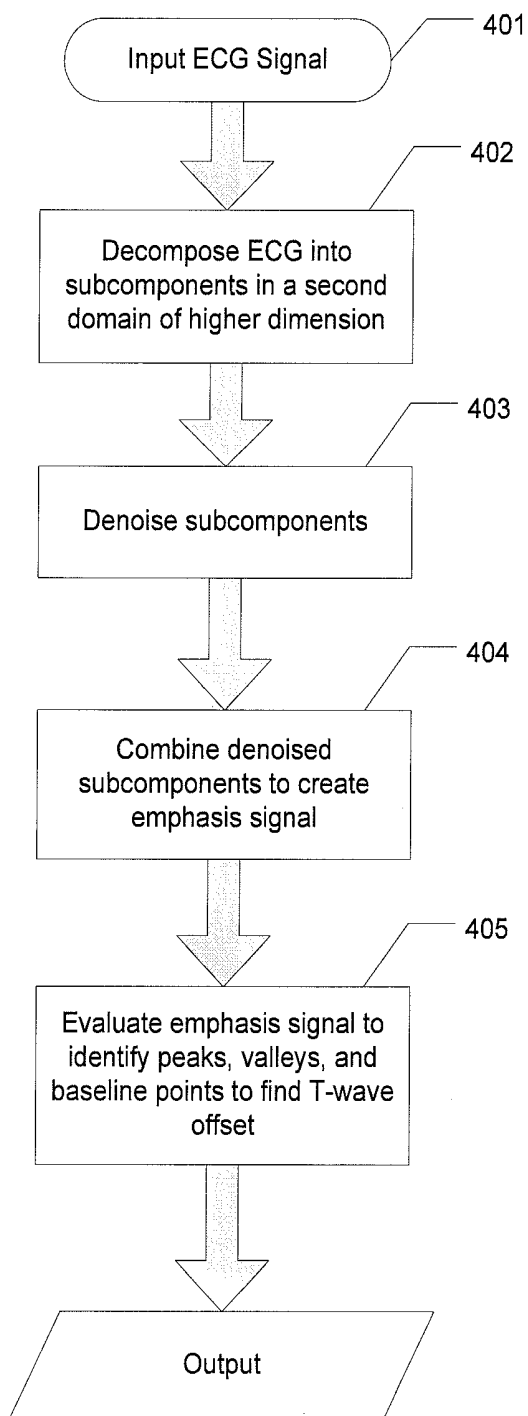 401
Input ECG Signal
402
Decompose ECG into
subcomponents in a second
domain of higher dimension
403
Denoise subcomponents
404
Combine denoised
subcomponents to create
emphasis signal
405
Evaluate emphasis signal to
identify peaks, valleys, and
baseline points to find T-wave
offset
Output